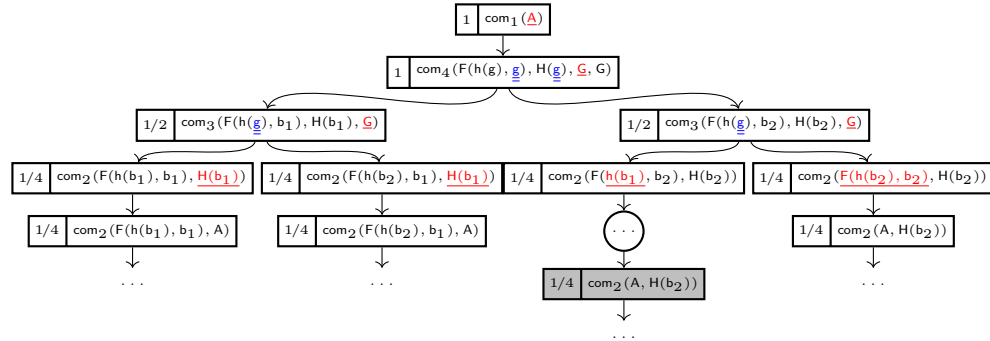 1 com₁(A)
1 com₄(F(h(g), g), H(g), G, G)
1/2 com₃(F(h(g), b₁), H(b₁), G) 1/2 com₃(F(h(g), b₂), H(b₂), G)
1/4 com₂(F(h(b₁), b₁), H(b₁)) 1/4 com₂(F(h(b₂), b₁), H(b₁)) 1/4 com₂(F(h(b₁), b₂), H(b₂)) 1/4 com₂(F(h(b₂), b₂), H(b₂))
1/4 com₂(F(h(b₁), b₁), A) 1/4 com₂(F(h(b₂), b₁), A) ... 1/4 com₂(A, H(b₂))
... ... 1/4 com₂(A, H(b₂)) ...
...